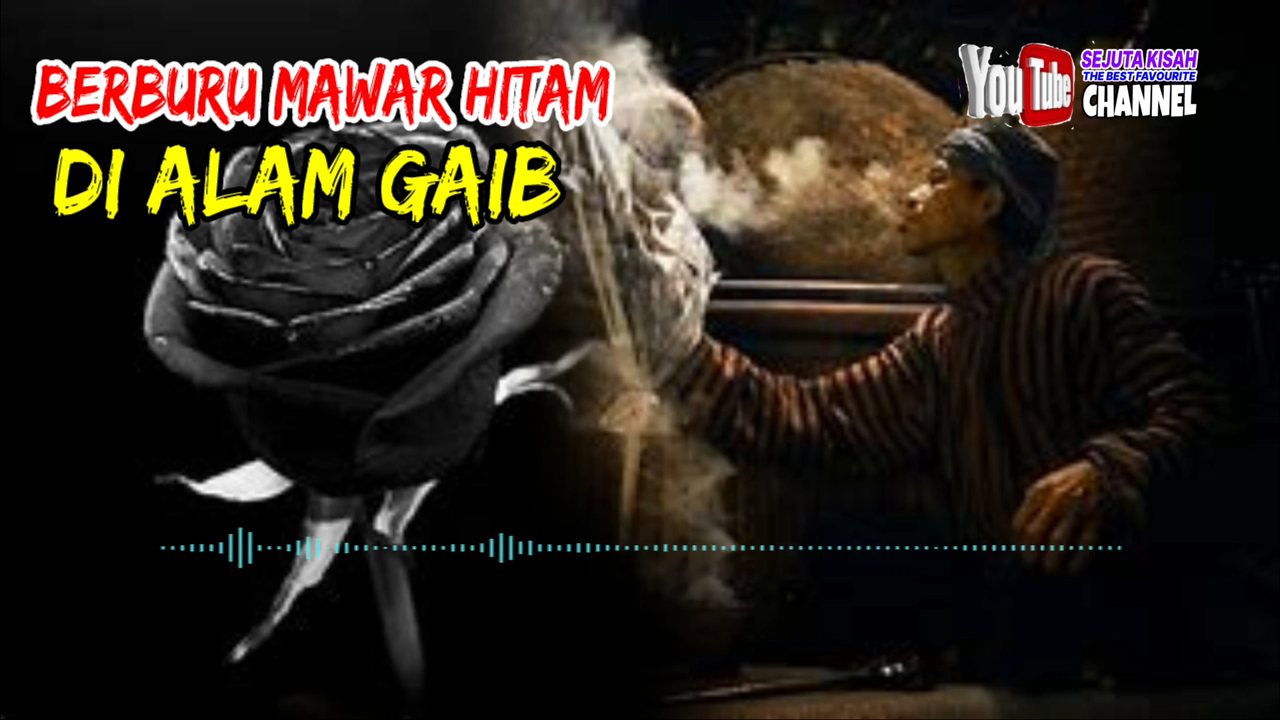 BERBURU MAWAR HITAM
DI ALAM GAIB
YouTube
SEJUTA KISAH
THE BEST FAVOURITE
CHANNEL